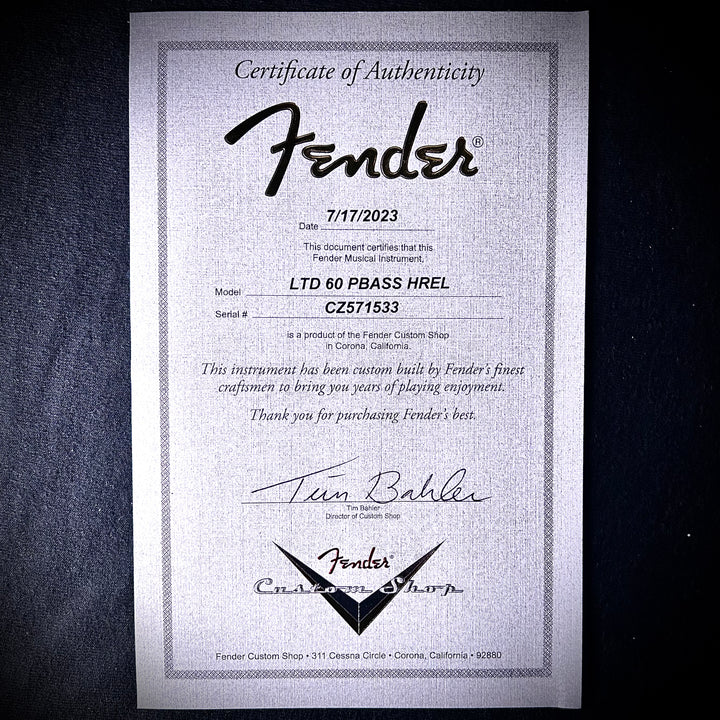 Certificate of Authenticity
Fender®
Date 7/17/2023
This document certifies that this
Fender Musical Instrument,
Model LTD 60 PBASS HREL
Serial # CZ571533
is a product of the Fender Custom Shop
in Corona, California.
This instrument has been custom built by Fender's finest
craftsmen to bring you years of playing enjoyment.
Thank you for purchasing Fender's best.
Tim Bahler
Tim Bahler
Director of Custom Shop
Fender®
Custom Shop
Fender Custom Shop • 311 Cessna Circle • Corona, California • 92880